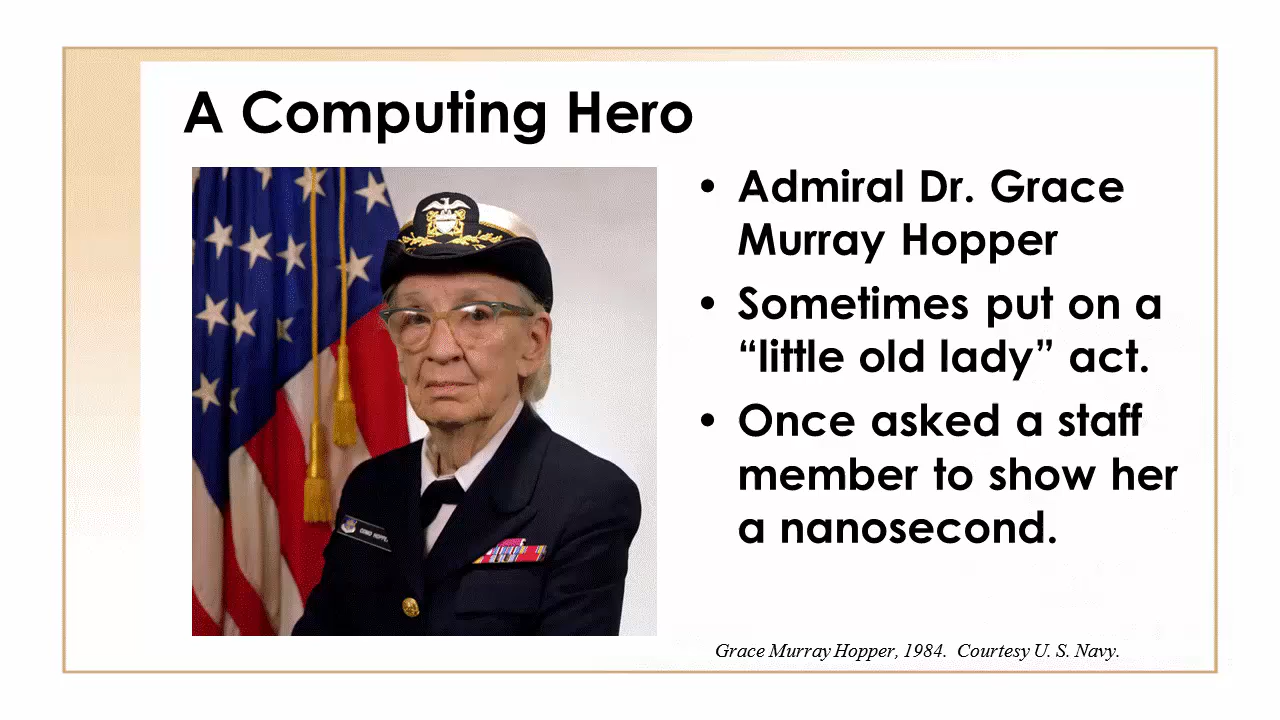 A Computing Hero
• Admiral Dr. Grace
Murray Hopper
• Sometimes put on a
“little old lady” act.
• Once asked a staff
member to show her
a nanosecond.
Grace Murray Hopper, 1984.  Courtesy U. S. Navy.